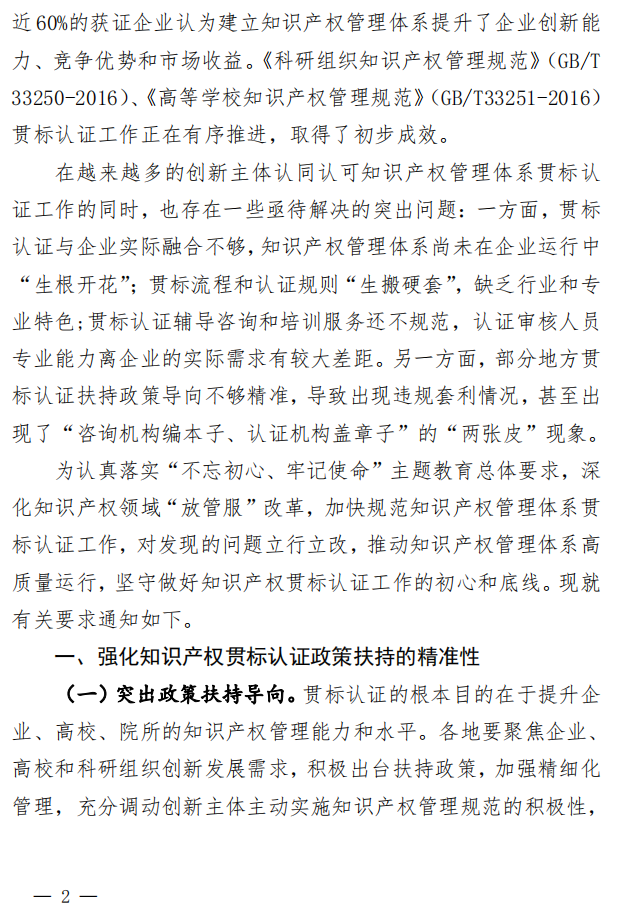 近60%的获证企业认为建立知识产权管理体系提升了企业创新能
力、竞争优势和市场收益。《科研组织知识产权管理规范》（GB/T
33250-2016）、《高等学校知识产权管理规范》（GB/T33251-2016）
贯标认证工作正在有序推进，取得了初步成效。
在越来越多的创新主体认同认可知识产权管理体系贯标认
证工作的同时，也存在一些亟待解决的突出问题：一方面，贯标
认证与企业实际融合不够，知识产权管理体系尚未在企业运行中
“生根开花”；贯标流程和认证规则“生搬硬套”，缺乏行业和专
业特色；贯标认证辅导咨询和培训服务还不规范，认证审核人员
专业能力离企业的实际需求有较大差距。另一方面，部分地方贯
标认证扶持政策导向不够精准，导致出现违规套利情况，甚至出
现了“咨询机构编本子、认证机构盖章子”的“两张皮”现象。
为认真落实“不忘初心、牢记使命”主题教育总体要求，深
化知识产权领域“放管服”改革，加快规范知识产权管理体系贯
标认证工作，对发现的问题立行立改，推动知识产权管理体系高
质量运行，坚守做好知识产权贯标认证工作的初心和底线。现就
有关要求通知如下。
一、强化知识产权贯标认证政策扶持的精准性
（一）突出政策扶持导向。贯标认证的根本目的在于提升企
业、高校、院所的知识产权管理能力和水平。各地要聚焦企业、
高校和科研组织创新发展需求，积极出台扶持政策，加强精细化
管理，充分调动创新主体主动实施知识产权管理规范的积极性，
— 2 —